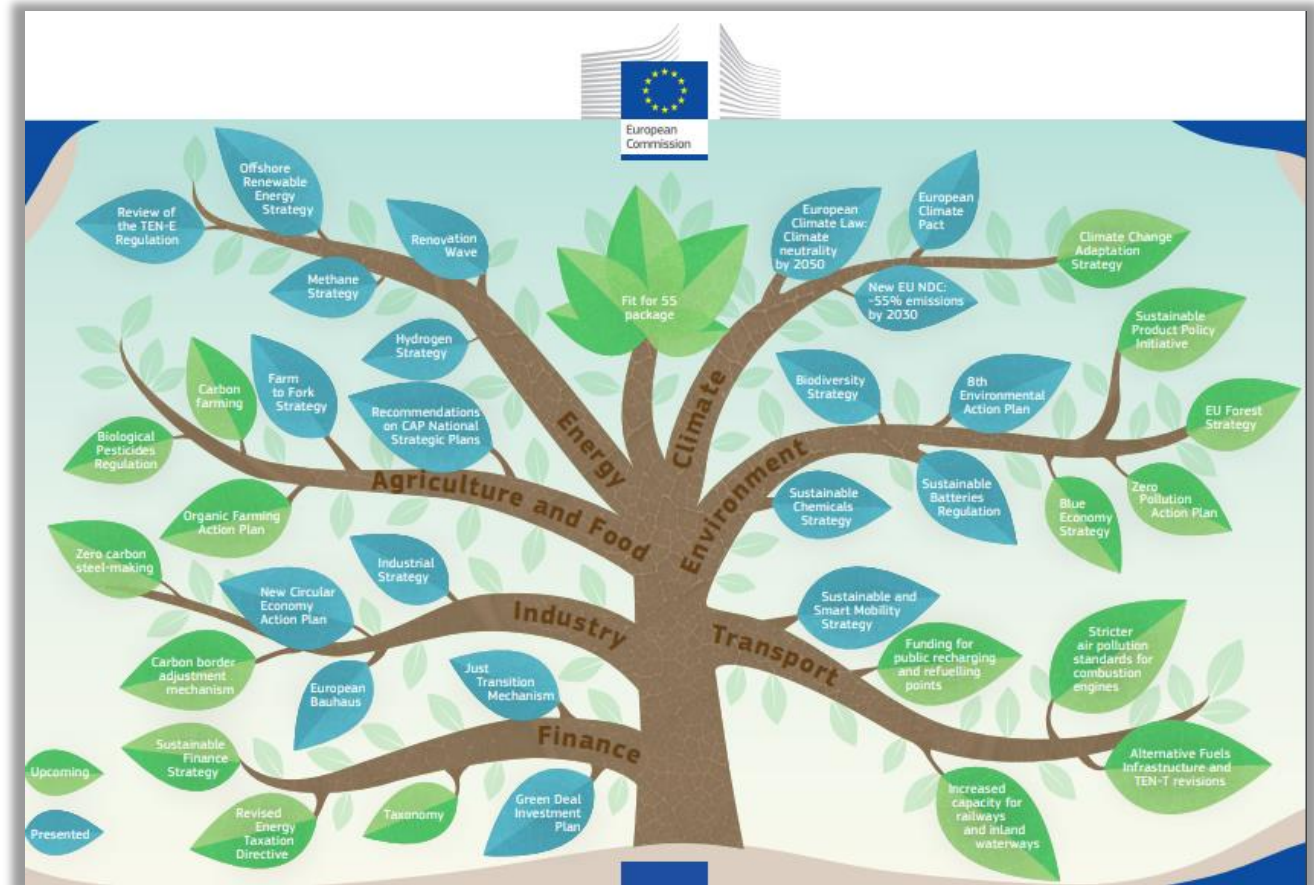 European
Commission
Offshore
Renewable
Energy
Strategy
Review of
the TEN-E
Regulation
Renovation
Wave
Methane
Strategy
Hydrogen
Strategy
Energy
Fit for 55
package
European
Climate Law:
Climate
neutrality
by 2050
European
Climate
Pact
Climate Change
Adaptation
Strategy
New EU NDC:
-55% emissions
by 2030
Climate
Carbon
farming
Farm
to Fork
Strategy
Recommendations
on CAP National
Strategic Plans
Biological
Pesticides
Regulation
Organic Farming
Action Plan
Agriculture and Food
Sustainable
Product Policy
Initiative
Biodiversity
Strategy
8th
Environmental
Action Plan
EU Forest
Strategy
Sustainable
Chemicals
Strategy
Sustainable
Batteries
Regulation
Blue
Economy
Strategy
Zero
Pollution
Action Plan
Environment
Zero carbon
steel-making
New Circular
Economy
Action Plan
Industrial
Strategy
Carbon border
adjustment
mechanism
European
Bauhaus
Industry
Sustainable and
Smart Mobility
Strategy
Funding for
public recharging
and refuelling
points
Stricter
air pollution
standards for
combustion
engines
Alternative Fuels
Infrastructure and
TEN-T revisions
Increased
capacity for
railways
and inland
waterways
Transport
Just
Transition
Mechanism
Sustainable
Finance
Strategy
Revised
Energy
Taxation
Directive
Taxonomy
Green Deal
Investment
Plan
Finance
Upcoming
Presented